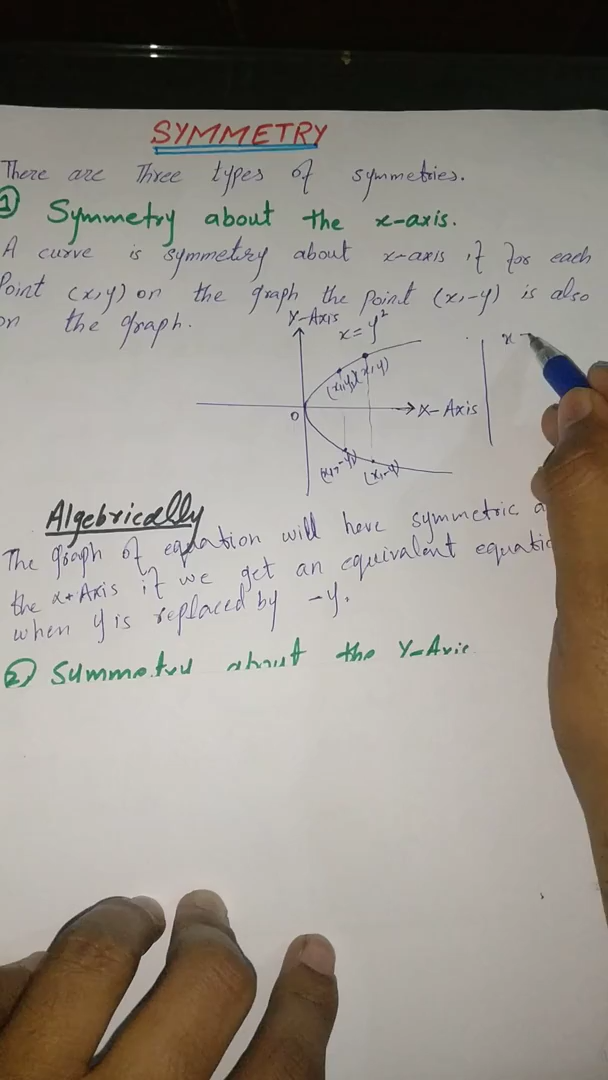 SYMMETRY
There are Three types of symmetries.
① Symmetry about the x-axis.
A curve is symmetry about x-axis if for each
Point (x,y) on the graph the point (x,-y) is also
on the graph.
Y-Axis
x=y²
x -
(x,y)
O
X-Axis
(x,-y)
Algebrically
The graph of equation will have symmetric a
the x-Axis if we get an equivalent equatio
when y is replaced by -y.
② Symmetry about the Y-Axis